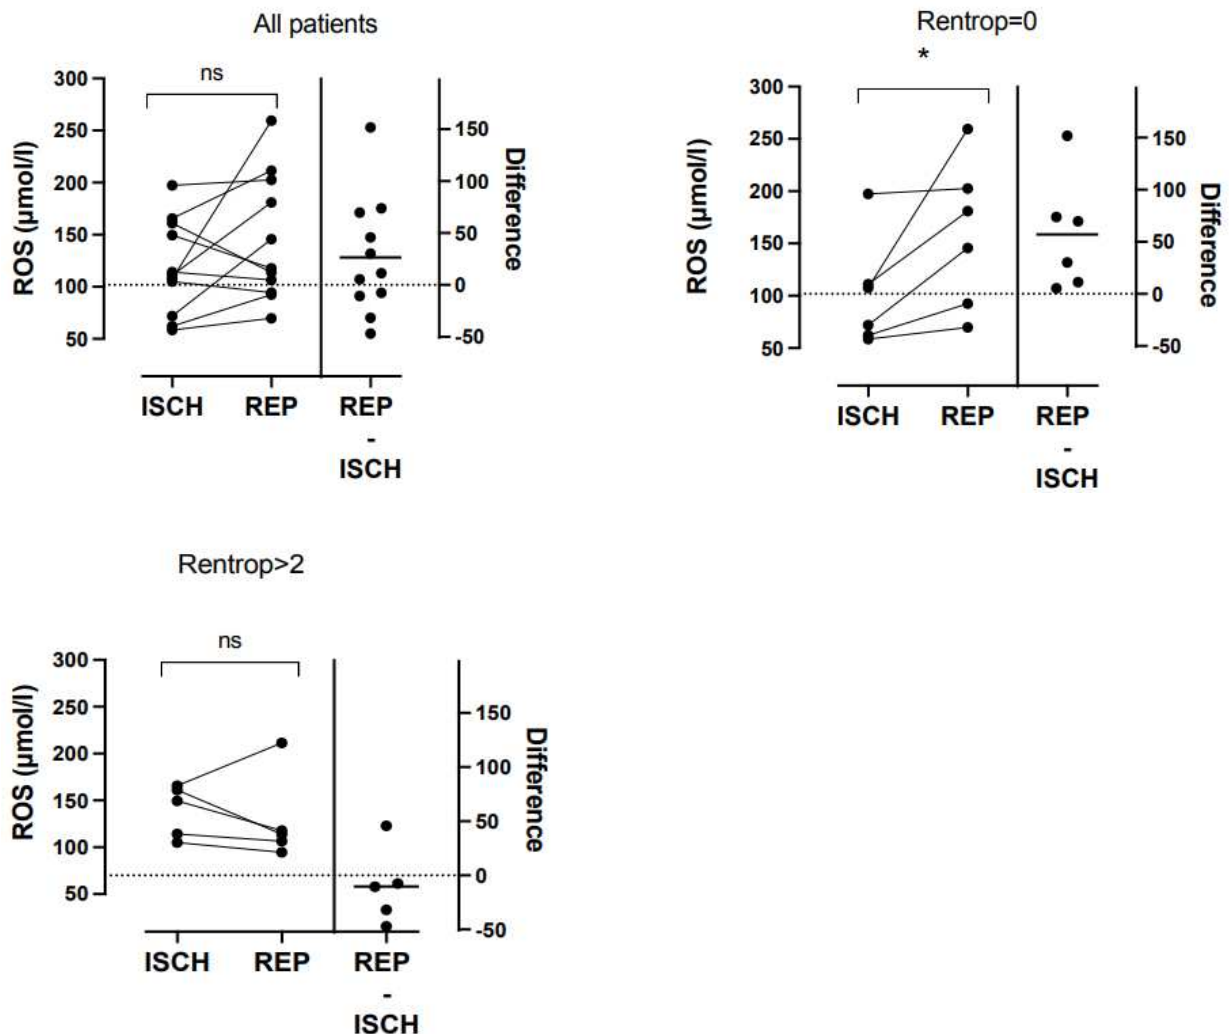 All patients
ns
300
250
200
150
100
50
ROS (µmol/l)
150
100
50
0
-50
Difference
ISCH REP REP
-
ISCH
Rentrop=0
*
300
250
200
150
100
50
ROS (µmol/l)
150
100
50
0
-50
Difference
ISCH REP REP
-
ISCH
Rentrop>2
ns
300
250
200
150
100
50
ROS (µmol/l)
150
100
50
0
-50
Difference
ISCH REP REP
-
ISCH